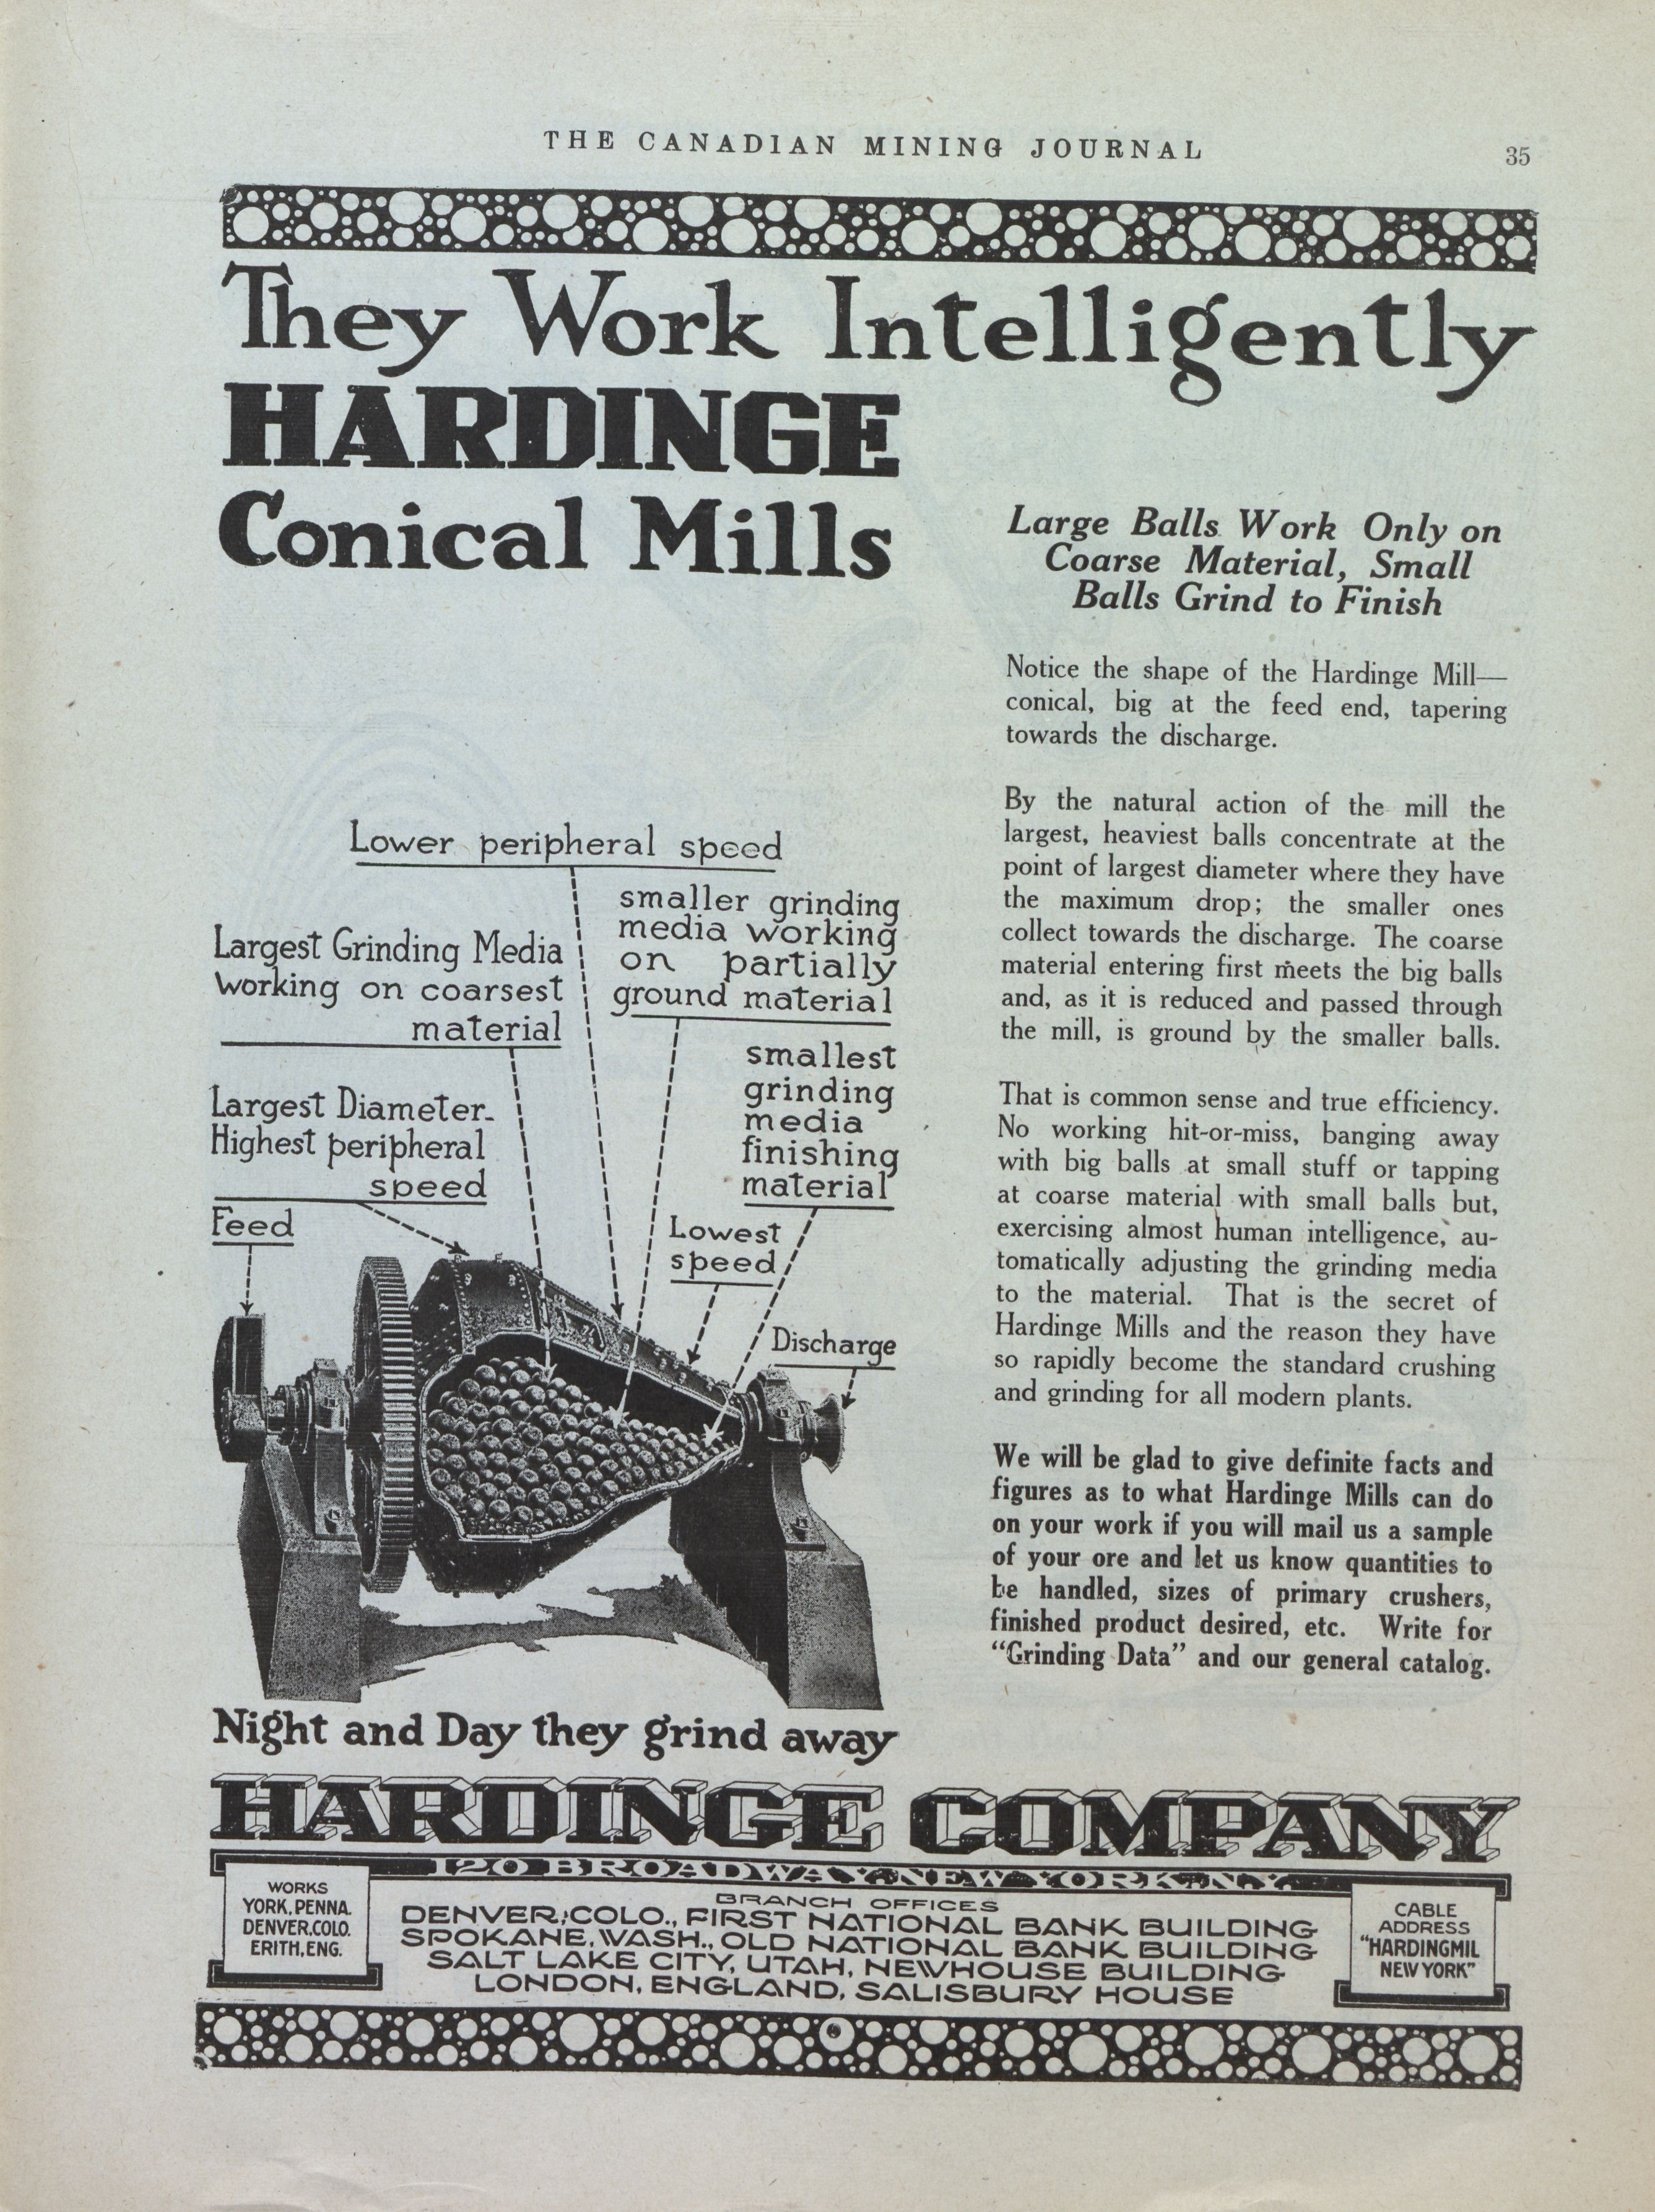 THE CANADIAN MINING JOURNAL
35
They Work Intelligently
HARDINGE
Conical Mills
Large Balls Work Only on
Coarse Material, Small
Balls Grind to Finish
Notice the shape of the Hardinge Mill—
conical, big at the feed end, tapering
towards the discharge.
By the natural action of the mill the
largest, heaviest balls concentrate at the
point of largest diameter where they have
the maximum drop; the smaller ones
collect towards the discharge. The coarse
material entering first meets the big balls
and, as it is reduced and passed through
the mill, is ground by the smaller balls.
That is common sense and true efficiency.
No working hit-or-miss, banging away
with big balls at small stuff or tapping
at coarse material with small balls but,
exercising almost human intelligence, au-
tomatically adjusting the grinding media
to the material. That is the secret of
Hardinge Mills and the reason they have
so rapidly become the standard crushing
and grinding for all modern plants.
We will be glad to give definite facts and
figures as to what Hardinge Mills can do
on your work if you will mail us a sample
of your ore and let us know quantities to
be handled, sizes of primary crushers,
finished product desired, etc. Write for
"Grinding Data" and our general catalog.
Lower peripheral speed
smaller grinding
media working
on partially
ground material
Largest Grinding Media
working on coarsest
material
smallest
grinding
media
finishing
material
Largest Diameter-
Highest peripheral
speed
Feed
Lowest
speed
Discharge
Night and Day they grind away
HARDINGE COMPANY
120 BROADWAY NEW YORK N.Y.
WORKS
YORK, PENNA.
DENVER, COLO.
ERITH, ENG.
BRANCH OFFICES
DENVER, COLO., FIRST NATIONAL BANK BUILDING
SPOKANE, WASH., OLD NATIONAL BANK BUILDING
SALT LAKE CITY, UTAH, NEWHOUSE BUILDING
LONDON, ENGLAND, SALISBURY HOUSE
CABLE
ADDRESS
"HARDINGMIL
NEW YORK"